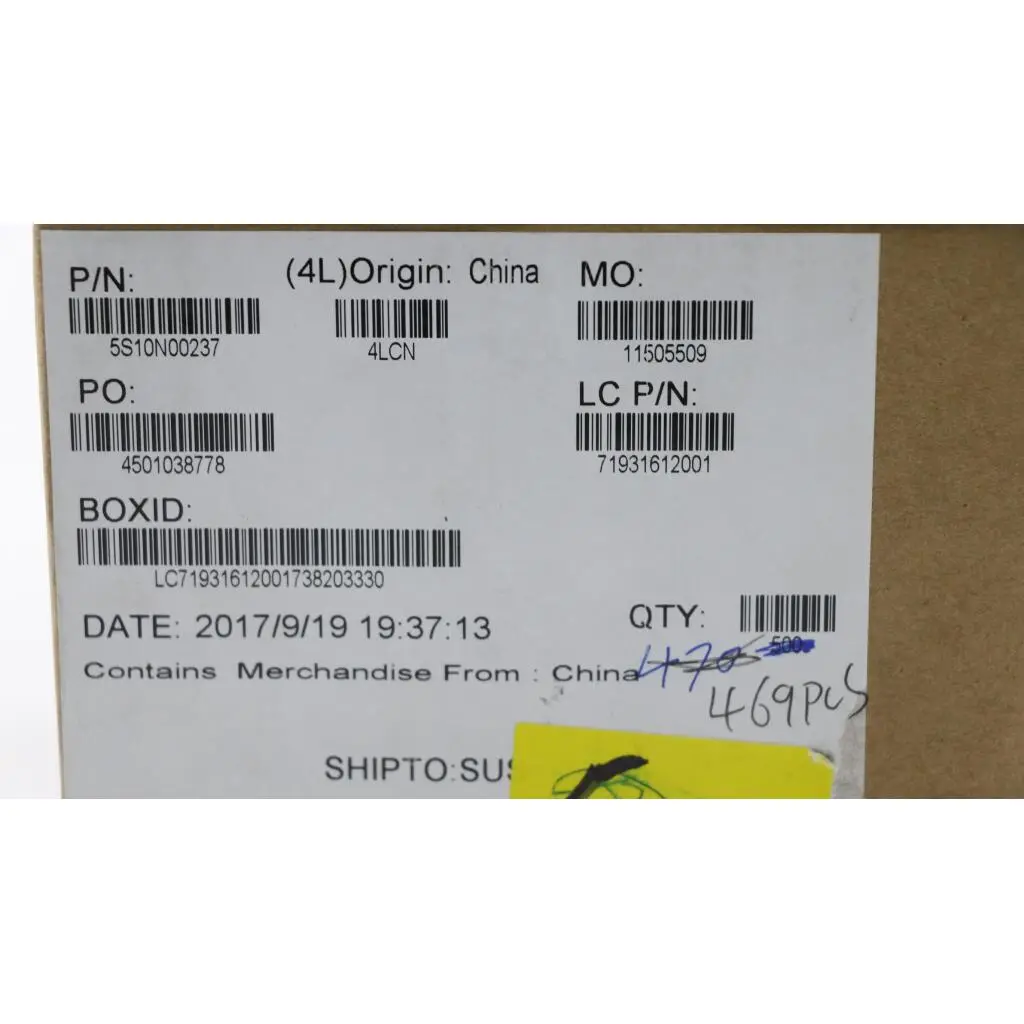 P/N:
5S10N00237
(4L)Origin: China
4LCN
MO:
11505509
PO:
4501038778
LC P/N:
71931612001
BOXID:
LC71931612001738203330
DATE: 2017/9/19 19:37:13
QTY:
500
Contains Merchandise From : China
470
469pcs
SHIPTO:SUS